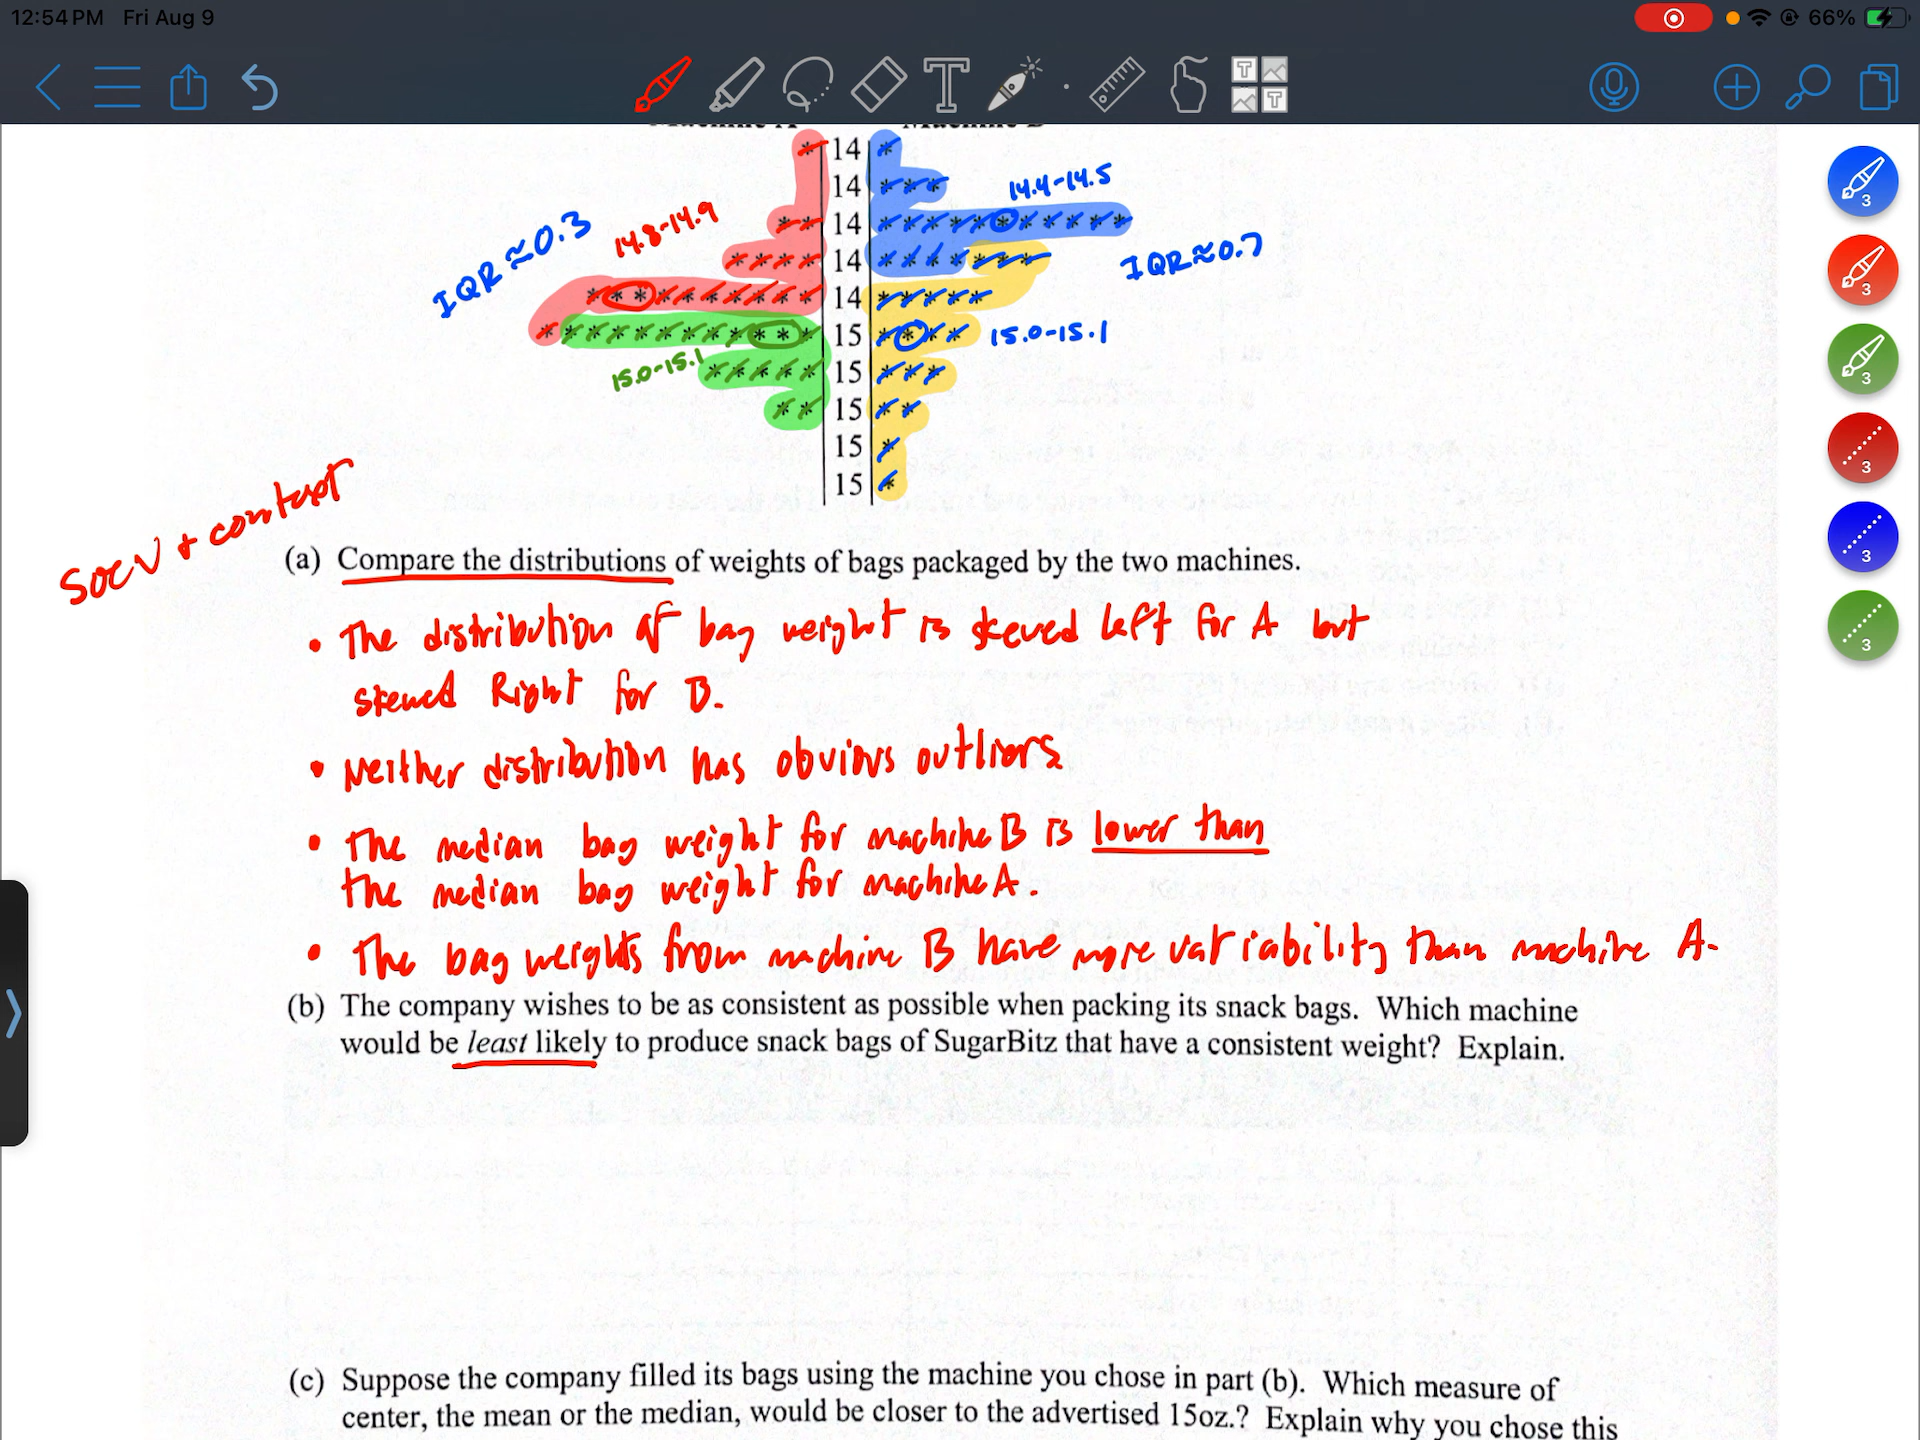 12:54 PM Fri Aug 9
66%
14
14
14.4-14.5
14
14.8-14.9
IQR≈0.3
14
IQR≈0.7
14
15
15.0-15.1
15
15.0-15.1
15
15
15
SOCV + context
(a) Compare the distributions of weights of bags packaged by the two machines.
• The distribution of bag weight is skewed left for A but
skewed Right for B.
• Neither distribution has obvious outliers
• The median bag weight for machine B is lower than
the median bag weight for machine A.
• The bag weights from machine B have more variability than machine A.
(b) The company wishes to be as consistent as possible when packing its snack bags. Which machine
would be least likely to produce snack bags of SugarBitz that have a consistent weight? Explain.
(c) Suppose the company filled its bags using the machine you chose in part (b). Which measure of
center, the mean or the median, would be closer to the advertised 15oz.? Explain why you chose this
3
3
3
3
3
3